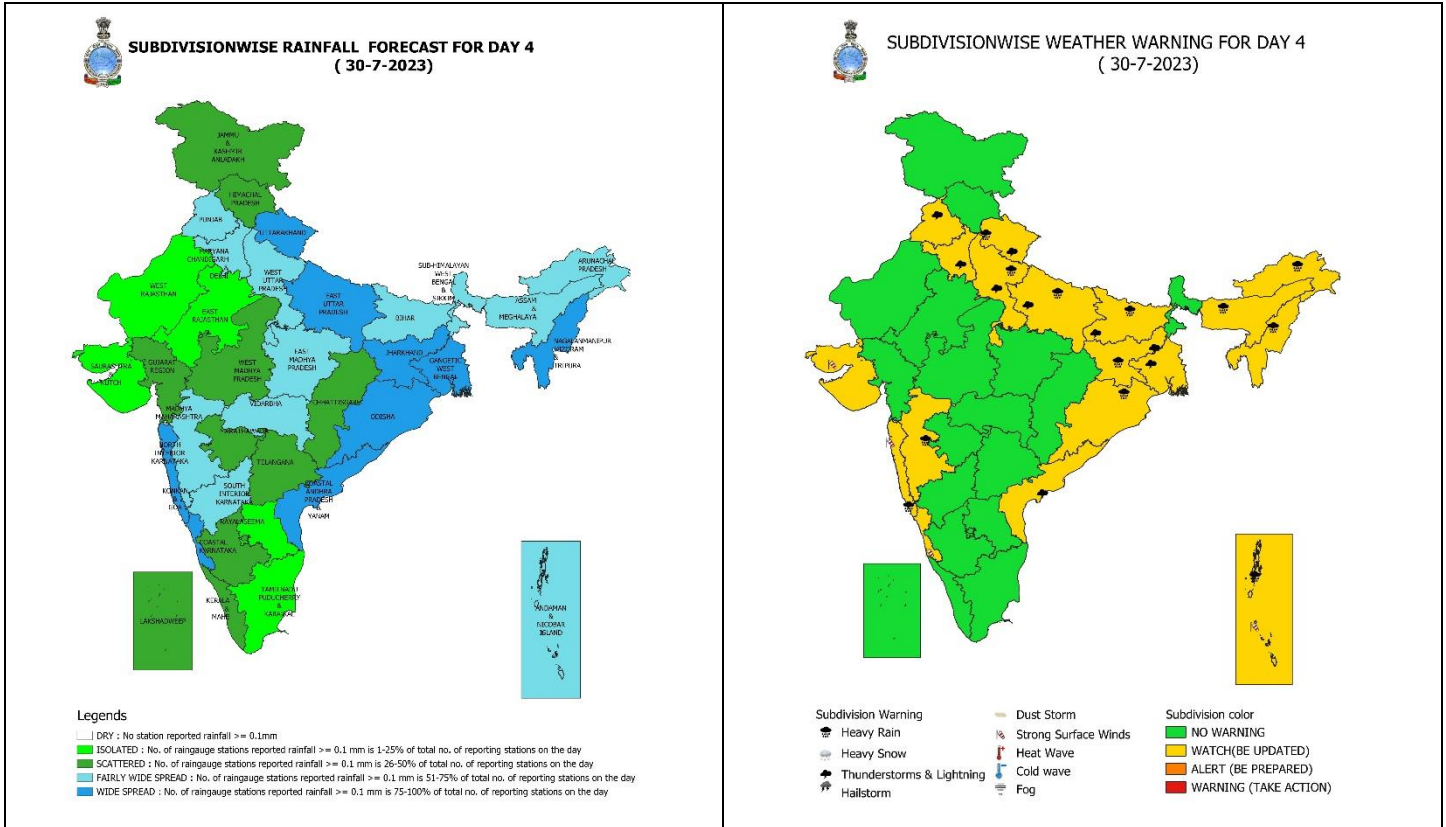 SUBDIVISIONWISE RAINFALL FORECAST FOR DAY 4
( 30-7-2023)
JAMMU
&
KASHMIR
ANLADAKH
HIMACHAL
PRADESH
PUNJAB
UTTARAKHAND
HARYANA
CHANDIGARH
DELHI
WEST
UTTAR
PRADESH
WEST
RAJASTHAN
EAST
RAJASTHAN
EAST
UTTAR
PRADESH
SUB-HIMALAYAN
WEST
BENGAL
&
SIKKIM
ARUNACHAL
PRADESH
ASSAM
&
MEGHALAYA
BIHAR
NAGALANMANIPUR
MIZORAM
&
TRIPURA
JHARKHAND
GANGETIC
WEST
BENGAL
SAURASHTRA
KUTCH
GUJARAT
REGION
WEST
MADHYA
PRADESH
EAST
MADHYA
PRADESH
MADHYA
MAHARASHTRA
VIDARBHA
CHHATTISGARH
ODISHA
MARATHAWADA
NORTH
INTERIOR
KARNATAKA
TELANGANA
KONKAN
&
GOA
SOUTH
INTERIOR
KARNATAKA
COASTAL
ANDHRA
PRADESH
&
YANAM
RAYALASEEMA
COASTAL
KARNATAKA
KERALA
&
MAHE
TAMILNADU
PUDUCHERRY
&
KARAIKAL
LAKSHADWEEP
ANDAMAN
&
NICOBAR
ISLAND
Legends
DRY : No station reported rainfall >= 0.1mm
ISOLATED : No. of raingauge stations reported rainfall >= 0.1 mm is 1-25% of total no. of reporting stations on the day
SCATTERED : No. of raingauge stations reported rainfall >= 0.1 mm is 26-50% of total no. of reporting stations on the day
FAIRLY WIDE SPREAD : No. of raingauge stations reported rainfall >= 0.1 mm is 51-75% of total no. of reporting stations on the day
WIDE SPREAD : No. of raingauge stations reported rainfall >= 0.1 mm is 75-100% of total no. of reporting stations on the day
SUBDIVISIONWISE WEATHER WARNING FOR DAY 4
( 30-7-2023)
Subdivision Warning
Heavy Rain
Heavy Snow
Thunderstorms & Lightning
Hailstorm
Dust Storm
Strong Surface Winds
Heat Wave
Cold wave
Fog
Subdivision color
NO WARNING
WATCH(BE UPDATED)
ALERT (BE PREPARED)
WARNING (TAKE ACTION)